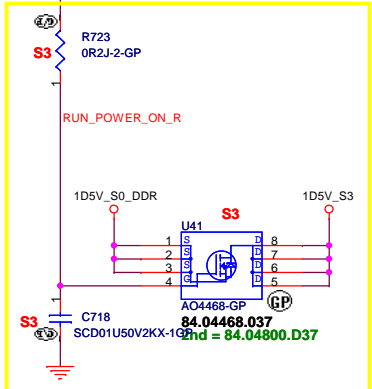 R723
S3
0R2J-2-GP
1
RUN_POWER_ON_R
1D5V_S0_DDR
1D5V_S3
S3
U41
1 S D 8
2 S D 7
3 S D 6
4 G D 5
AO4468-GP
GP
84.04468.037
2nd = 84.04800.D37
1
S3
C718
SCD01U50V2KX-1GP